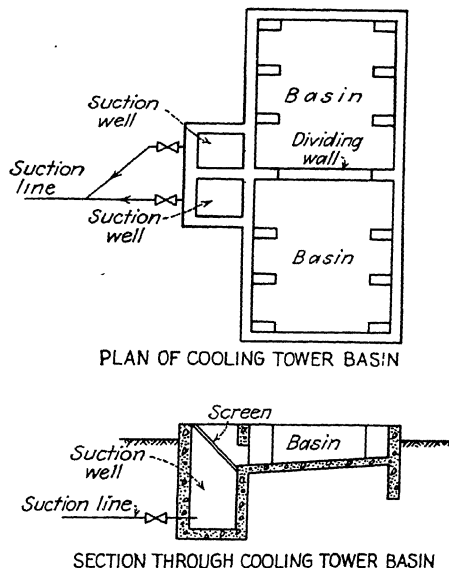 Suction
well
Basin
Dividing
wall
Suction
line
Suction
well
Basin
PLAN OF COOLING TOWER BASIN
Screen
Suction
well
Basin
Suction line
SECTION THROUGH COOLING TOWER BASIN